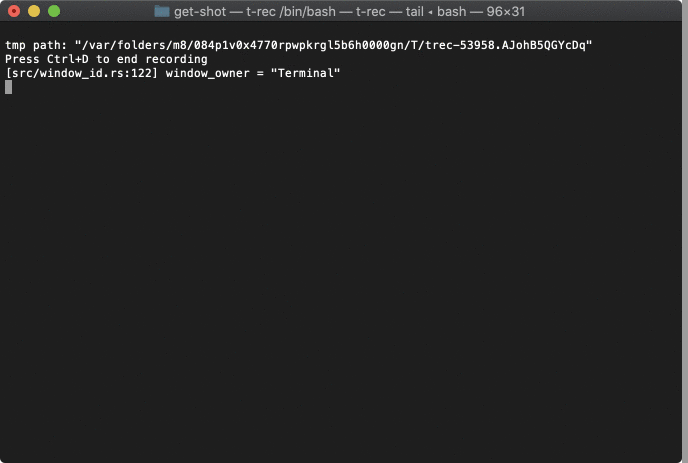 get-shot — t-rec /bin/bash — t-rec — tail ◂ bash — 96×31
tmp path: "/var/folders/m8/084p1v0x4770rpwpkrgl5b6h0000gn/T/trec-53958.AJohB5QGYcDq"
Press Ctrl+D to end recording
[src/window_id.rs:122] window_owner = "Terminal"